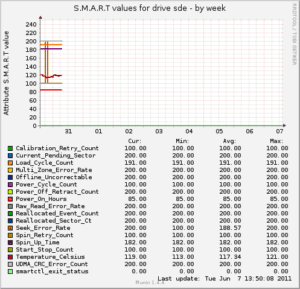 S.M.A.R.T values for drive sde - by week
RRDTOOL / TOBI OETIKER
Attribute S.M.A.R.T value
240
220
200
180
160
140
120
100
80
60
40
20
0
31 01 02 03 04 05 06 07
Cur: Min: Avg: Max:
Calibration_Retry_Count 100.00 100.00 100.00 100.00
Current_Pending_Sector 200.00 200.00 200.00 200.00
Load_Cycle_Count 191.00 191.00 191.00 191.00
Multi_Zone_Error_Rate 200.00 200.00 200.00 200.00
Offline_Uncorrectable 200.00 200.00 200.00 200.00
Power_Cycle_Count 100.00 100.00 100.00 100.00
Power_Off_Retract_Count 200.00 200.00 200.00 200.00
Power_On_Hours 85.00 85.00 85.00 85.00
Raw_Read_Error_Rate 200.00 200.00 200.00 200.00
Reallocated_Event_Count 200.00 200.00 200.00 200.00
Reallocated_Sector_Ct 200.00 200.00 200.00 200.00
Seek_Error_Rate 200.00 100.00 188.57 200.00
Spin_Retry_Count 100.00 100.00 100.00 100.00
Spin_Up_Time 182.00 182.00 182.00 182.00
Start_Stop_Count 100.00 100.00 100.00 100.00
Temperature_Celsius 119.00 113.00 117.34 121.00
UDMA_CRC_Error_Count 200.00 200.00 200.00 200.00
smartctl_exit_status 0.00 0.00 0.00 0.00
Last update: Tue Jun 7 13:50:08 2011